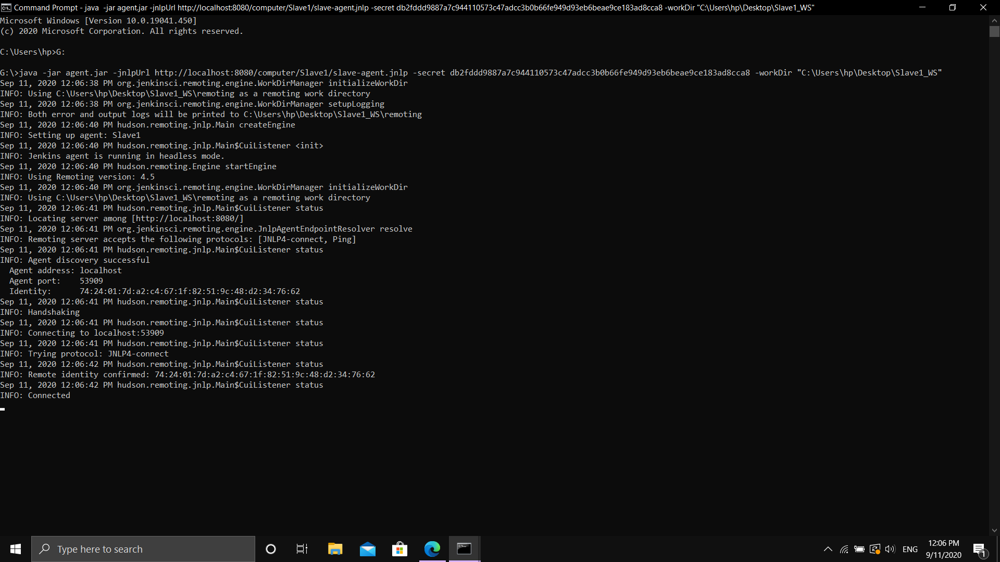 Command Prompt - java  -jar agent.jar -jnlpUrl http://localhost:8080/computer/Slave1/slave-agent.jnlp -secret db2fddd9887a7c944110573c47adcc3b0b66fe949d93eb6beae9ce183ad8cca8 -workDir "C:\Users\hp\Desktop\Slave1_WS"
Microsoft Windows [Version 10.0.19041.450]
(c) 2020 Microsoft Corporation. All rights reserved.
C:\Users\hp>G:
G:\>java -jar agent.jar -jnlpUrl http://localhost:8080/computer/Slave1/slave-agent.jnlp -secret db2fddd9887a7c944110573c47adcc3b0b66fe949d93eb6beae9ce183ad8cca8 -workDir "C:\Users\hp\Desktop\Slave1_WS"
Sep 11, 2020 12:06:38 PM org.jenkinsci.remoting.engine.WorkDirManager initializeWorkDir
INFO: Using C:\Users\hp\Desktop\Slave1_WS\remoting as a remoting work directory
Sep 11, 2020 12:06:38 PM org.jenkinsci.remoting.engine.WorkDirManager setupLogging
INFO: Both error and output logs will be printed to C:\Users\hp\Desktop\Slave1_WS\remoting
Sep 11, 2020 12:06:40 PM hudson.remoting.jnlp.Main createEngine
INFO: Setting up agent: Slave1
Sep 11, 2020 12:06:40 PM hudson.remoting.jnlp.Main$CuiListener <init>
INFO: Jenkins agent is running in headless mode.
Sep 11, 2020 12:06:40 PM hudson.remoting.Engine startEngine
INFO: Using Remoting version: 4.5
Sep 11, 2020 12:06:40 PM org.jenkinsci.remoting.engine.WorkDirManager initializeWorkDir
INFO: Using C:\Users\hp\Desktop\Slave1_WS\remoting as a remoting work directory
Sep 11, 2020 12:06:41 PM hudson.remoting.jnlp.Main$CuiListener status
INFO: Locating server among [http://localhost:8080/]
Sep 11, 2020 12:06:41 PM org.jenkinsci.remoting.engine.JnlpAgentEndpointResolver resolve
INFO: Remoting server accepts the following protocols: [JNLP4-connect, Ping]
Sep 11, 2020 12:06:41 PM hudson.remoting.jnlp.Main$CuiListener status
INFO: Agent discovery successful
  Agent address: localhost
  Agent port:    53909
  Identity:      74:24:01:7d:a2:c4:67:1f:82:51:9c:48:d2:34:76:62
Sep 11, 2020 12:06:41 PM hudson.remoting.jnlp.Main$CuiListener status
INFO: Handshaking
Sep 11, 2020 12:06:41 PM hudson.remoting.jnlp.Main$CuiListener status
INFO: Connecting to localhost:53909
Sep 11, 2020 12:06:41 PM hudson.remoting.jnlp.Main$CuiListener status
INFO: Trying protocol: JNLP4-connect
Sep 11, 2020 12:06:42 PM hudson.remoting.jnlp.Main$CuiListener status
INFO: Remote identity confirmed: 74:24:01:7d:a2:c4:67:1f:82:51:9c:48:d2:34:76:62
Sep 11, 2020 12:06:42 PM hudson.remoting.jnlp.Main$CuiListener status
INFO: Connected
Type here to search
ENG
12:06 PM
9/11/2020
1